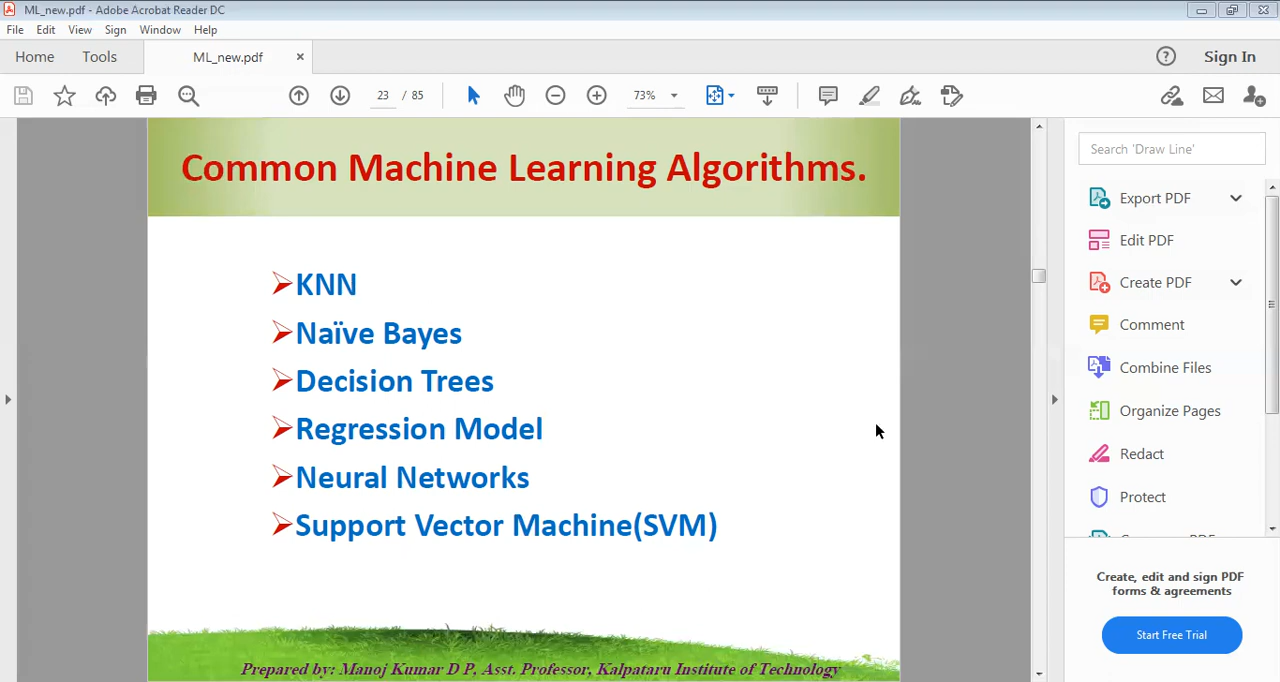 ML_new.pdf - Adobe Acrobat Reader DC
File Edit View Sign Window Help
Home Tools ML_new.pdf × ? Sign In
23 / 85 73%
Common Machine Learning Algorithms.
KNN
Naïve Bayes
Decision Trees
Regression Model
Neural Networks
Support Vector Machine(SVM)
Prepared by: Manoj Kumar D P, Asst. Professor, Kalpataru Institute of Technology
Search 'Draw Line'
Export PDF
Edit PDF
Create PDF
Comment
Combine Files
Organize Pages
Redact
Protect
Create, edit and sign PDF
forms & agreements
Start Free Trial